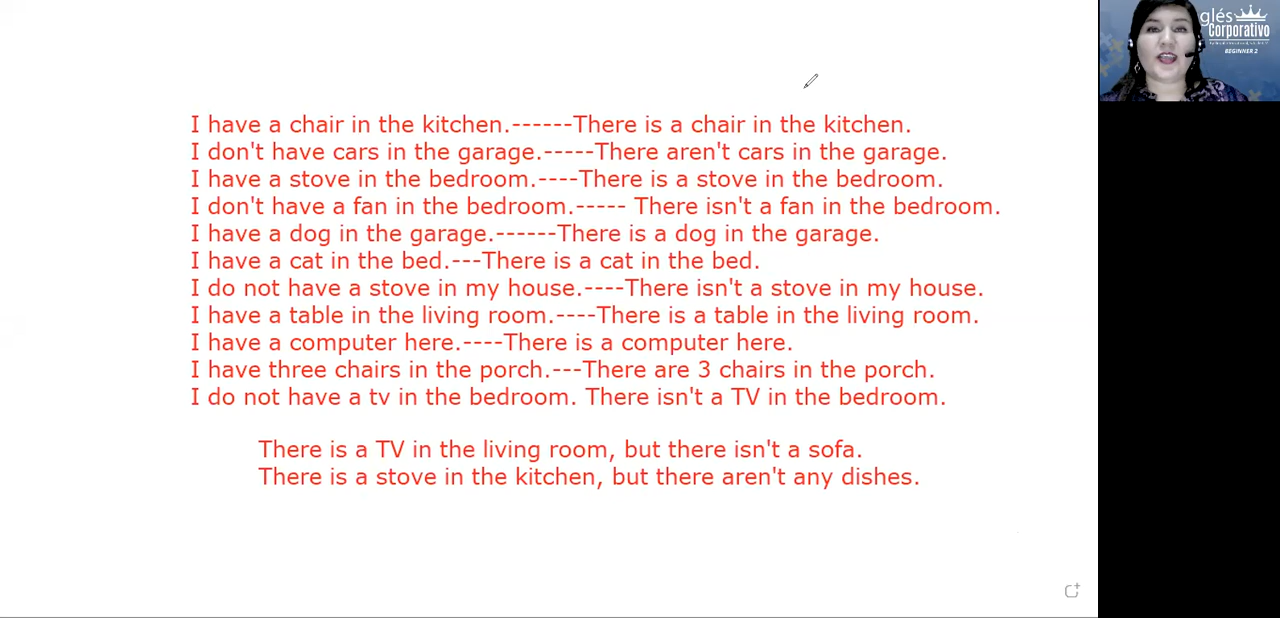 I have a chair in the kitchen.------There is a chair in the kitchen.
I don't have cars in the garage.-----There aren't cars in the garage.
I have a stove in the bedroom.----There is a stove in the bedroom.
I don't have a fan in the bedroom.----- There isn't a fan in the bedroom.
I have a dog in the garage.------There is a dog in the garage.
I have a cat in the bed.---There is a cat in the bed.
I do not have a stove in my house.----There isn't a stove in my house.
I have a table in the living room.----There is a table in the living room.
I have a computer here.----There is a computer here.
I have three chairs in the porch.---There are 3 chairs in the porch.
I do not have a tv in the bedroom. There isn't a TV in the bedroom.
There is a TV in the living room, but there isn't a sofa.
There is a stove in the kitchen, but there aren't any dishes.
glés
Corporativo
BEGINNER 2